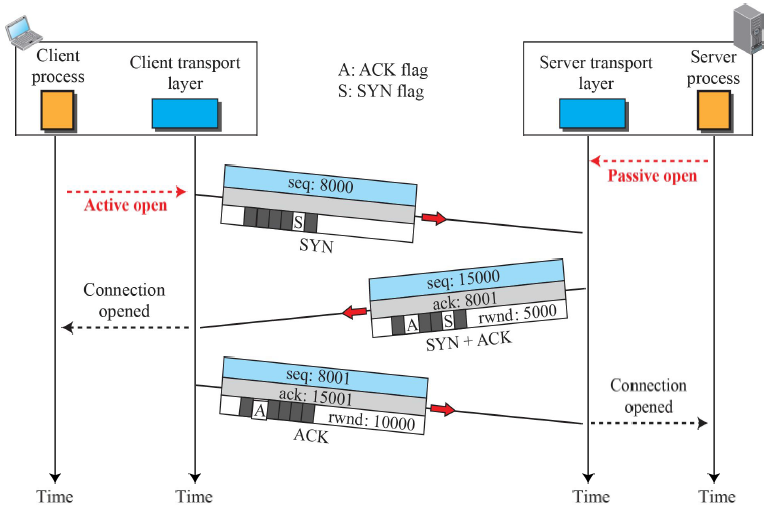 Client
process
Client transport
layer
A: ACK flag
S: SYN flag
Server transport
layer
Server
process
Active open
Passive open
seq: 8000
S
SYN
seq: 15000
ack: 8001
A S rwnd: 5000
SYN + ACK
Connection
opened
seq: 8001
ack: 15001
A rwnd: 10000
ACK
Connection
opened
Time
Time
Time
Time